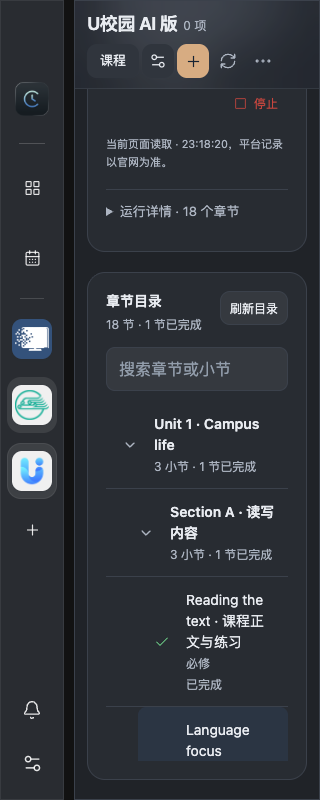 U校园 AI 版 0 项
课程
停止
当前页面读取 · 23:18:20，平台记录
以官网为准。
运行详情 · 18 个章节
章节目录
18 节 · 1 节已完成
刷新目录
搜索章节或小节
Unit 1 · Campus
life
3 小节 · 1 节已完成
Section A · 读写
内容
3 小节 · 1 节已完成
Reading the
text · 课程正
文与练习
必修
已完成
Language
focus